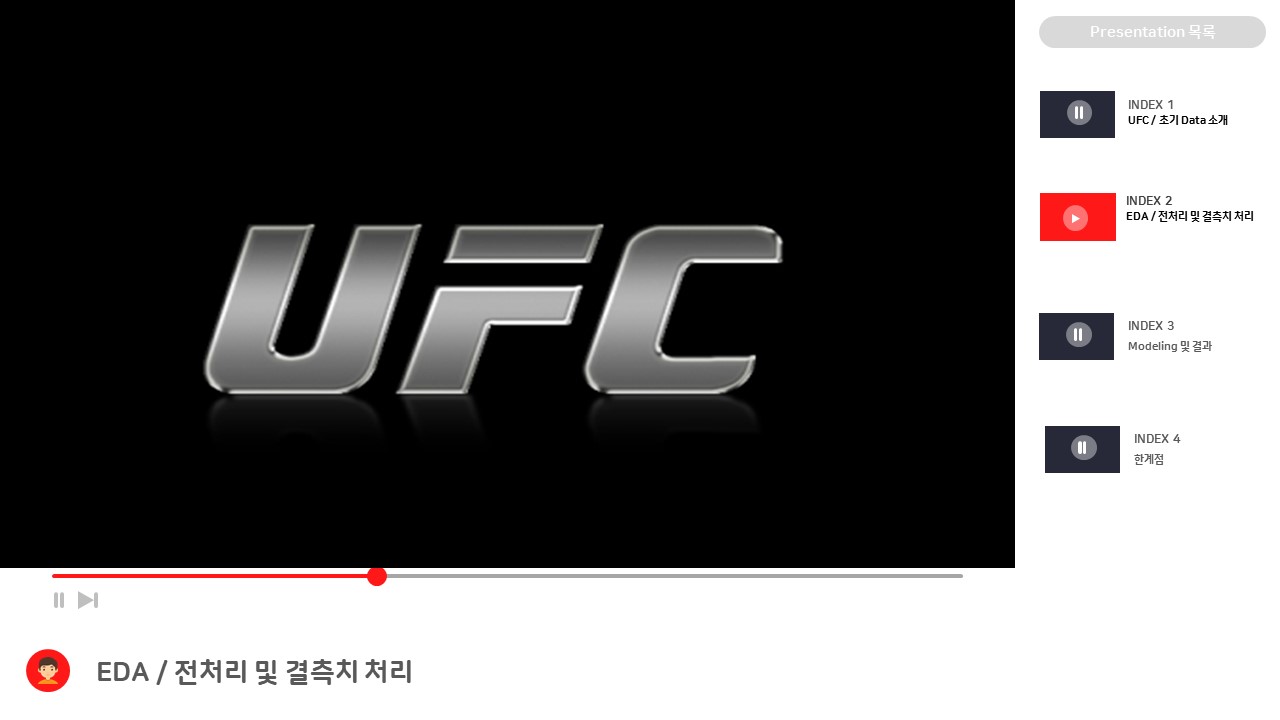 UFC
EDA / 전처리 및 결측치 처리
Presentation 목록
INDEX 1
UFC / 초기 Data 소개
INDEX 2
EDA / 전처리 및 결측치 처리
INDEX 3
Modeling 및 결과
INDEX 4
한계점